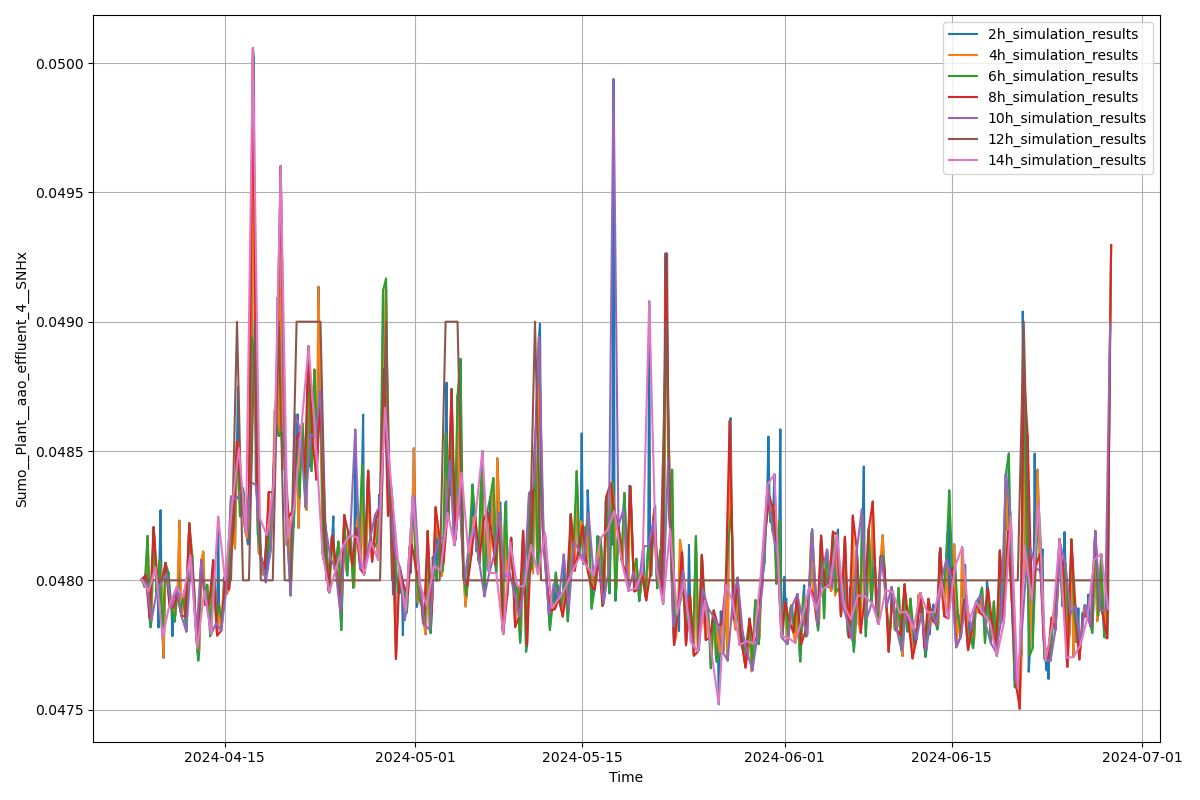 2h_simulation_results
4h_simulation_results
6h_simulation_results
8h_simulation_results
10h_simulation_results
12h_simulation_results
14h_simulation_results
0.0500
0.0495
0.0490
0.0485
0.0480
0.0475
Sumo__Plant__aao_effluent_4__SNHx
2024-04-15
2024-05-01
2024-05-15
2024-06-01
2024-06-15
2024-07-01
Time